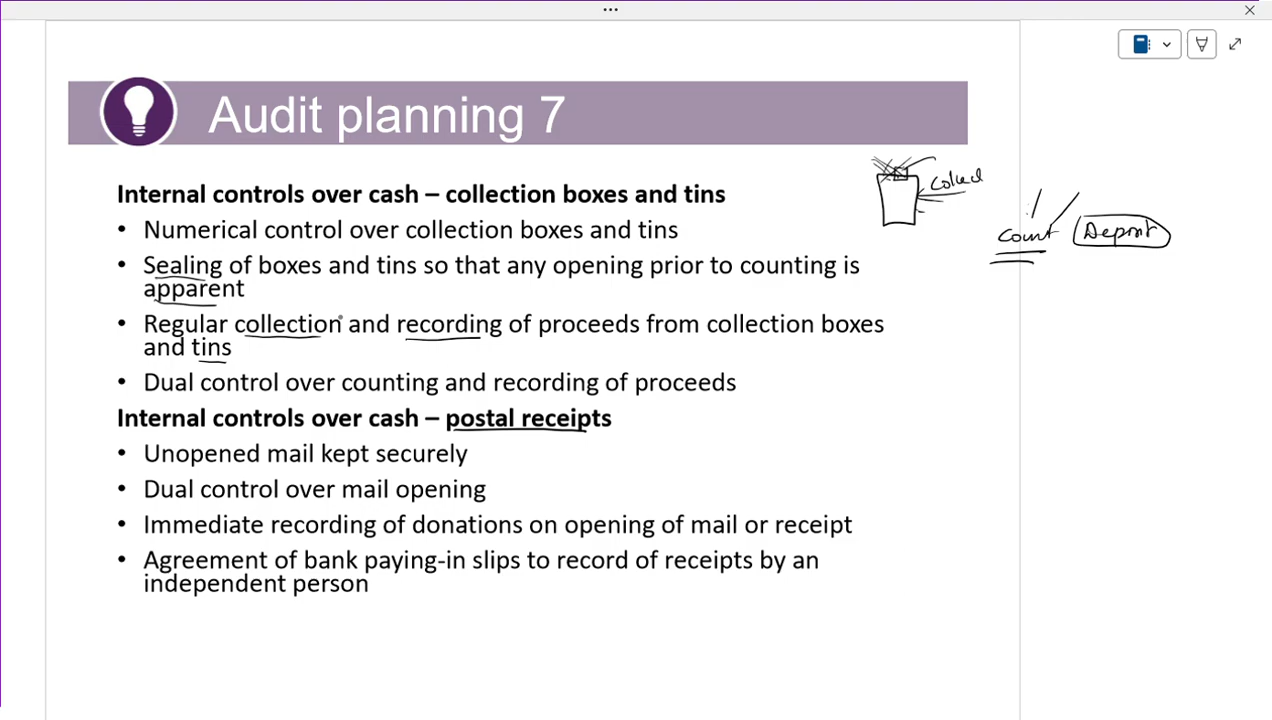 Audit planning 7
Internal controls over cash – collection boxes and tins
• Numerical control over collection boxes and tins
• Sealing of boxes and tins so that any opening prior to counting is
apparent
• Regular collection and recording of proceeds from collection boxes
and tins
• Dual control over counting and recording of proceeds
Internal controls over cash – postal receipts
• Unopened mail kept securely
• Dual control over mail opening
• Immediate recording of donations on opening of mail or receipt
• Agreement of bank paying-in slips to record of receipts by an
independent person
count Deposit